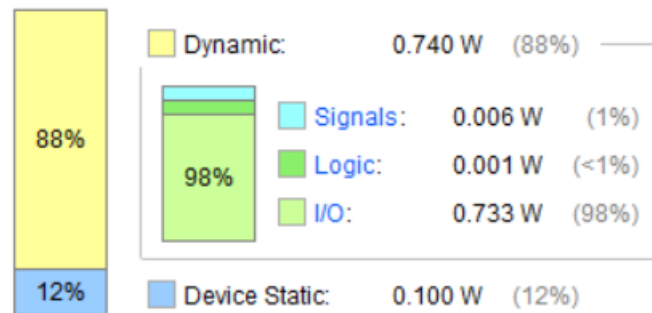 88%
12%
Dynamic: 0.740 W (88%)
98%
Signals: 0.006 W (1%)
Logic: 0.001 W (<1%)
I/O: 0.733 W (98%)
Device Static: 0.100 W (12%)